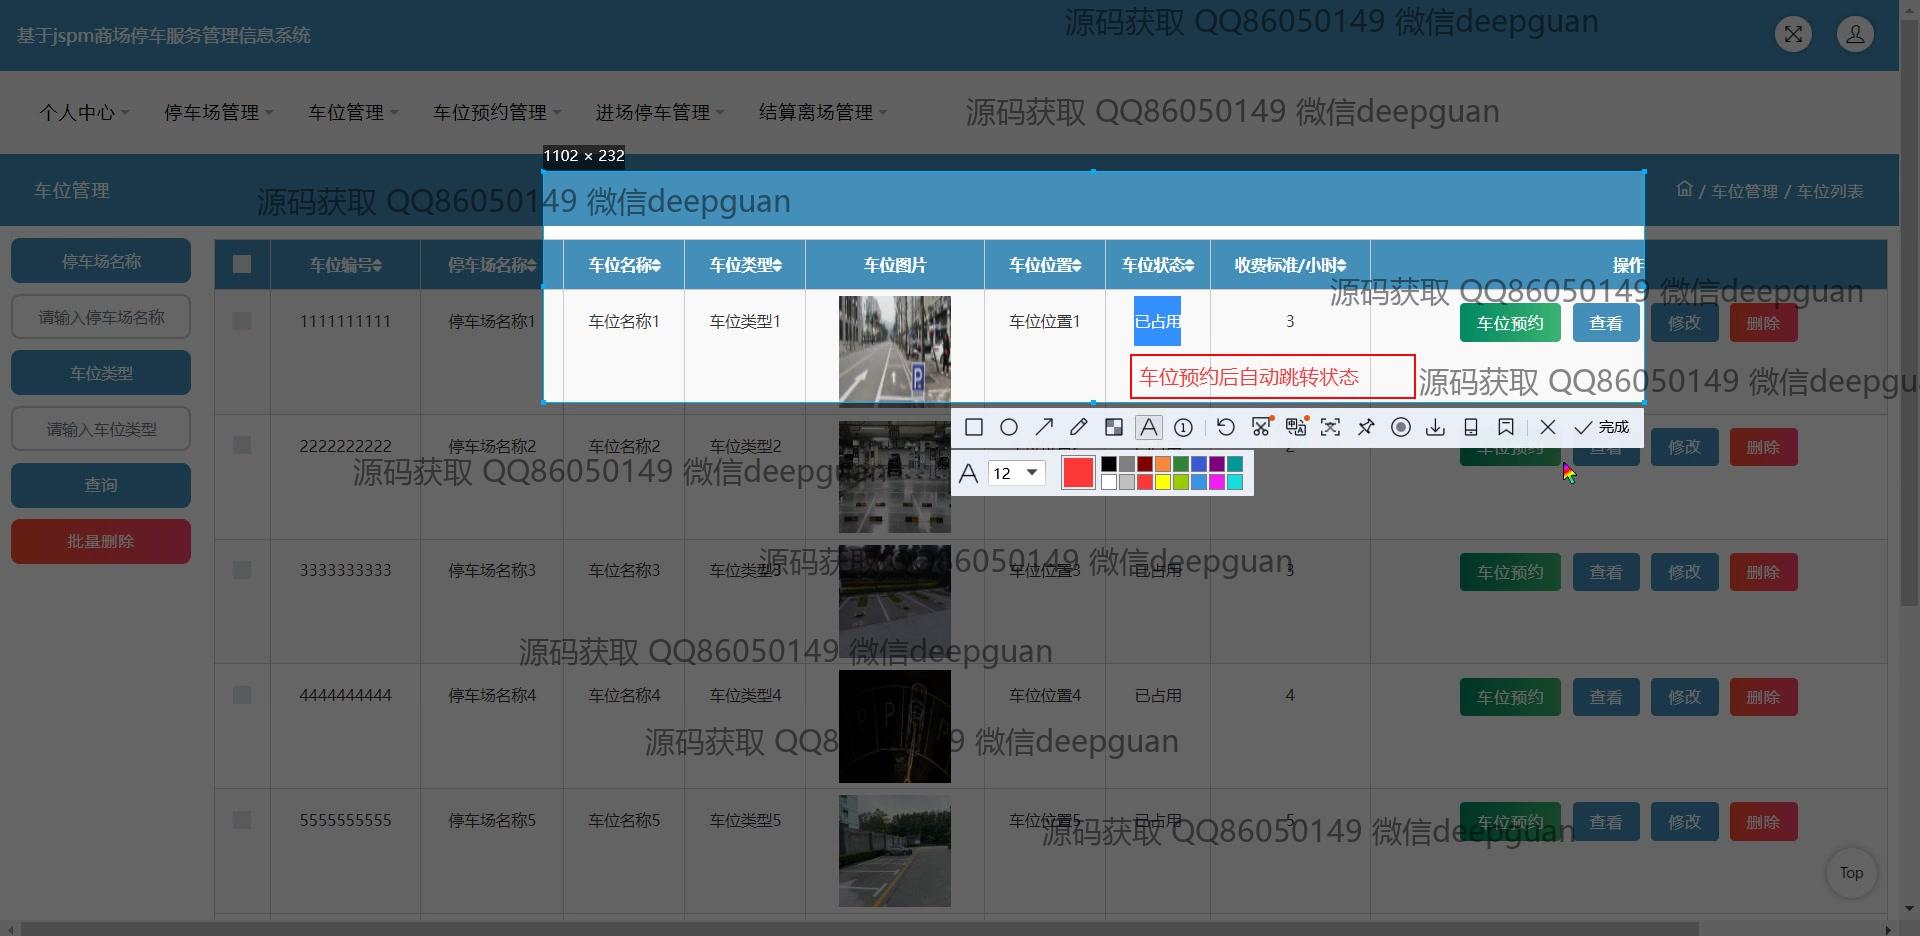 基于jspm商场停车服务管理信息系统
源码获取 QQ86050149 微信deepguan
个人中心 停车场管理 车位管理 车位预约管理 进场停车管理 结算离场管理
源码获取 QQ86050149 微信deepguan
1102 × 232
车位管理
源码获取 QQ86050149 微信deepguan
/ 车位管理 / 车位列表
停车场名称
请输入停车场名称
车位类型
请输入车位类型
查询
批量删除
车位编号 停车场名称 车位名称 车位类型 车位图片 车位位置 车位状态 收费标准/小时 操作
源码获取 QQ86050149 微信deepguan
1111111111 停车场名称1 车位名称1 车位类型1 车位位置1 已占用 3 车位预约 查看 修改 删除
车位预约后自动跳转状态
源码获取 QQ86050149 微信deepgu
完成
2222222222 停车场名称2 车位名称2 车位类型2 车位预约 查看 修改 删除
源码获取 QQ86050149 微信deepguan
12
源码获取 QQ86050149 微信deepguan
3333333333 停车场名称3 车位名称3 车位类型3 车位位置3 已占用 3 车位预约 查看 修改 删除
源码获取 QQ86050149 微信deepguan
4444444444 停车场名称4 车位名称4 车位类型4 车位位置4 已占用 4 车位预约 查看 修改 删除
源码获取 QQ8 9 微信deepguan
5555555555 停车场名称5 车位名称5 车位类型5 车位位置5 已占用 5 车位预约 查看 修改 删除
源码获取 QQ86050149 微信deepguan
Top